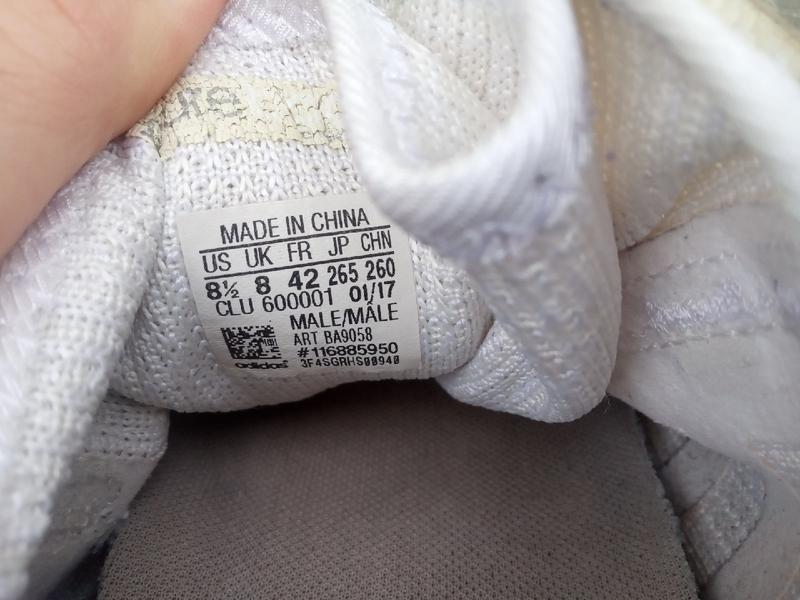 MADE IN CHINA
US UK FR JP CHN
8½ 8 42 265 260
CLU 600001 01/17
MALE/MÂLE
ART BA9058
#116885950
adidas 3F4SGRHS00940